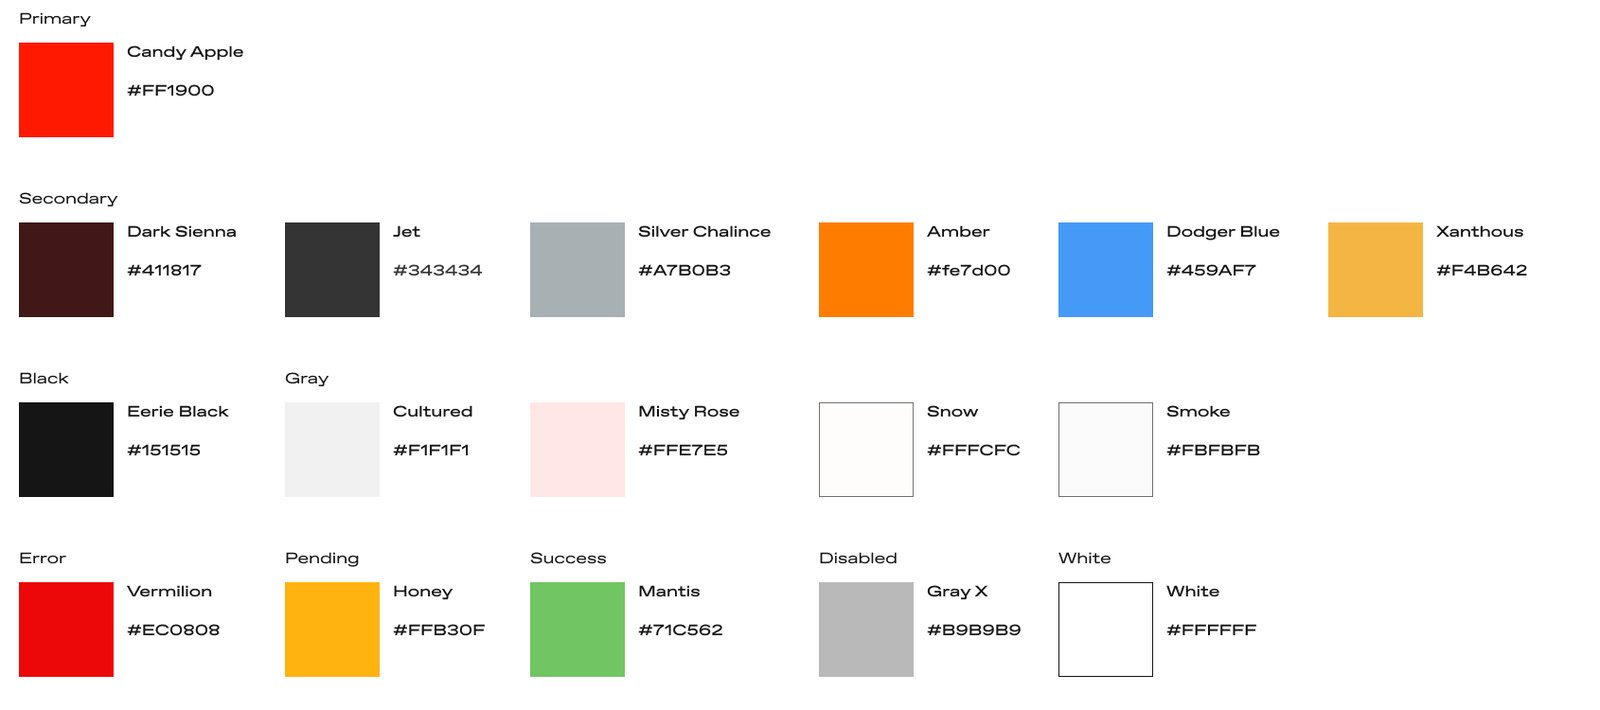 Primary
Candy Apple
#FF1900
Secondary
Dark Sienna
#411817
Jet
#343434
Silver Chalince
#A7B0B3
Amber
#fe7d00
Dodger Blue
#459AF7
Xanthous
#F4B642
Black
Eerie Black
#151515
Gray
Cultured
#F1F1F1
Misty Rose
#FFE7E5
Snow
#FFFCFC
Smoke
#FBFBFB
Error
Vermilion
#EC0808
Pending
Honey
#FFB30F
Success
Mantis
#71C562
Disabled
Gray X
#B9B9B9
White
White
#FFFFFF